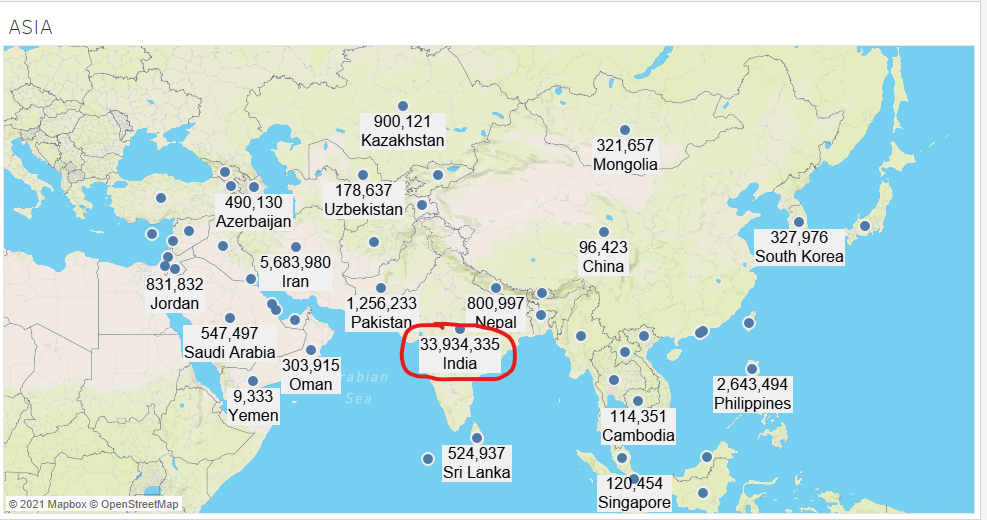 ASIA
900,121
Kazakhstan
321,657
Mongolia
178,637
Uzbekistan
490,130
Azerbaijan
327,976
South Korea
96,423
China
5,683,980
Iran
831,832
Jordan
1,256,233
Pakistan
800,997
Nepal
547,497
Saudi Arabia
33,934,335
India
303,915
Oman
9,333
Yemen
Arabian
Sea
2,643,494
Philippines
114,351
Cambodia
524,937
Sri Lanka
120,454
Singapore
© 2021 Mapbox © OpenStreetMap